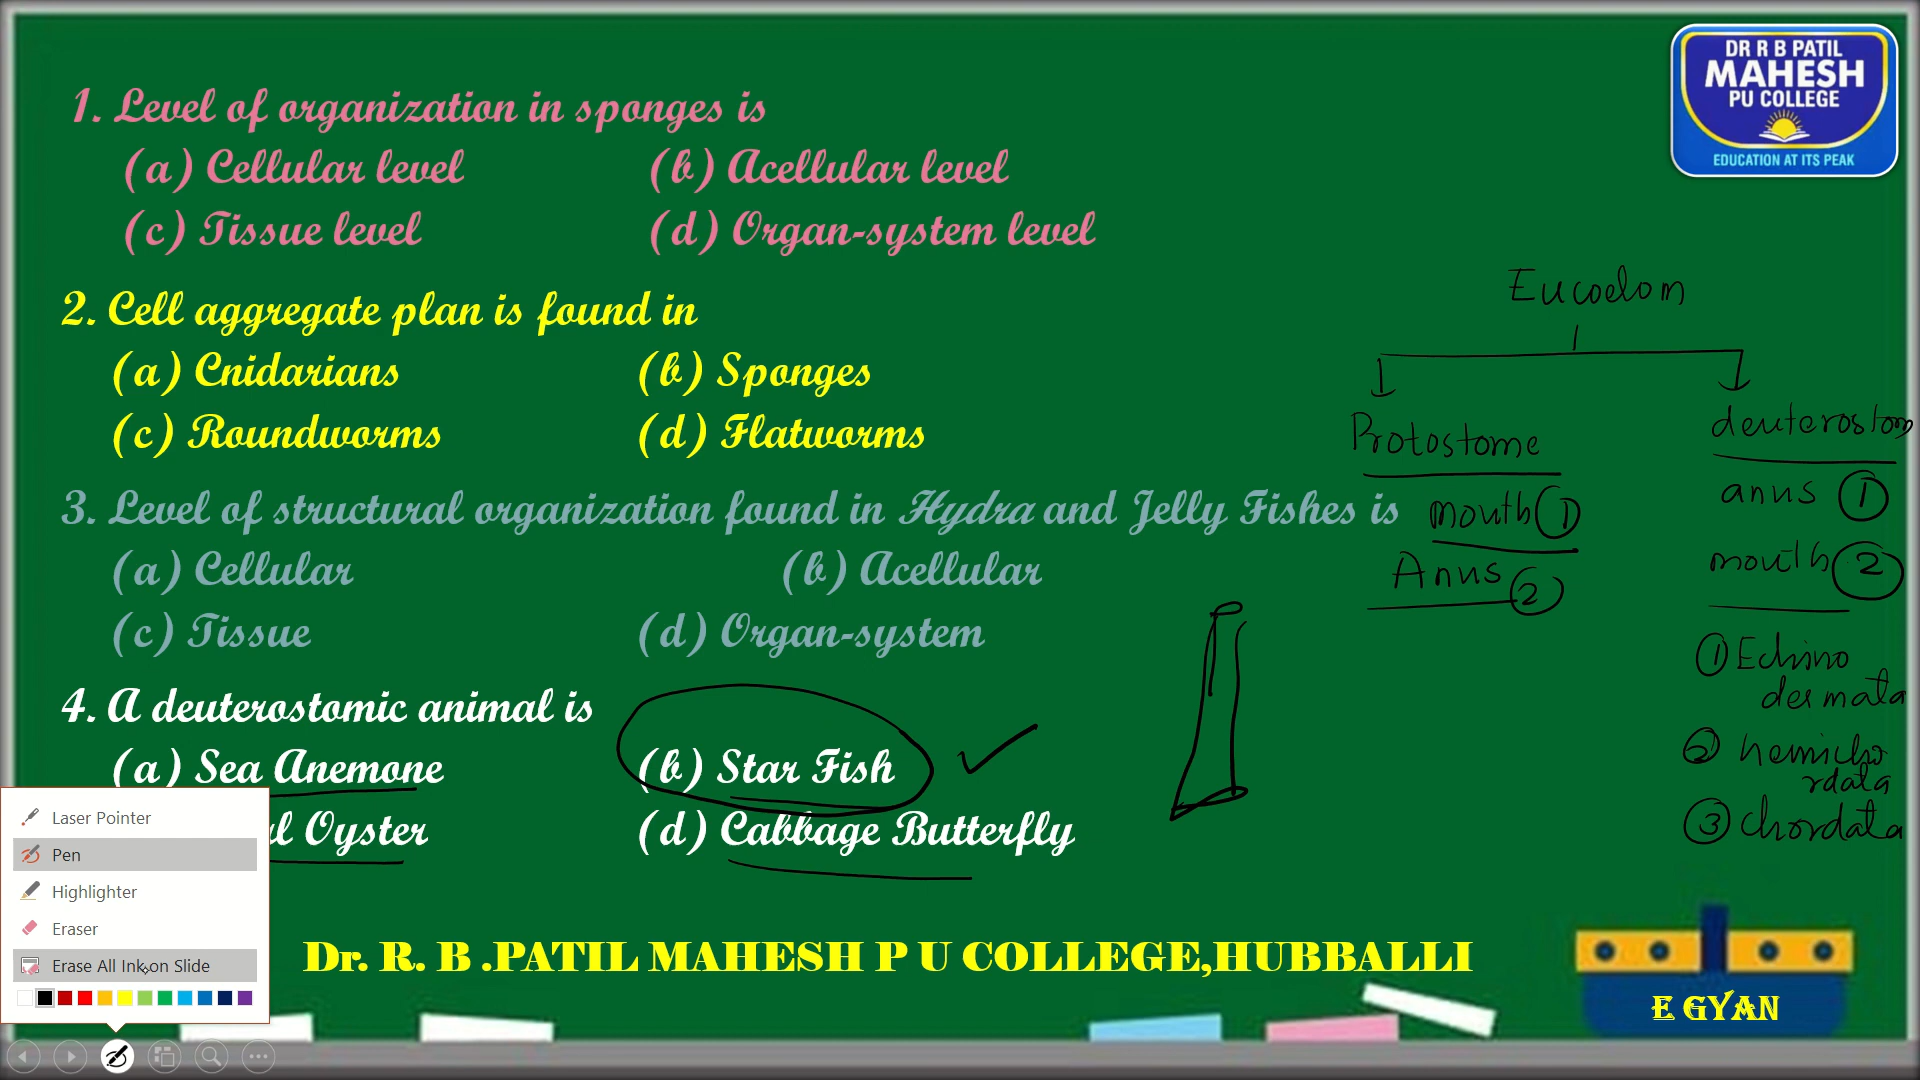 DR R B PATIL
MAHESH
PU COLLEGE
EDUCATION AT ITS PEAK
1. Level of organization in sponges is
(a) Cellular level (b) Acellular level
(c) Tissue level (d) Organ-system level
2. Cell aggregate plan is found in
(a) Cnidarians (b) Sponges
(c) Roundworms (d) Flatworms
3. Level of structural organization found in Hydra and Jelly Fishes is
(a) Cellular (b) Acellular
(c) Tissue (d) Organ-system
4. A deuterostomic animal is
(a) Sea Anemone (b) Star Fish
l Oyster (d) Cabbage Butterfly
Eucoelom
Protostome
mouth 1
Anus 2
deuterostom
anus 1
mouth 2
1 Echino
dermata
2 hemicho
rdata
3 Chordata
Laser Pointer
Pen
Highlighter
Eraser
Erase All Ink on Slide
Dr. R. B .PATIL MAHESH P U COLLEGE,HUBBALLI
E GYAN